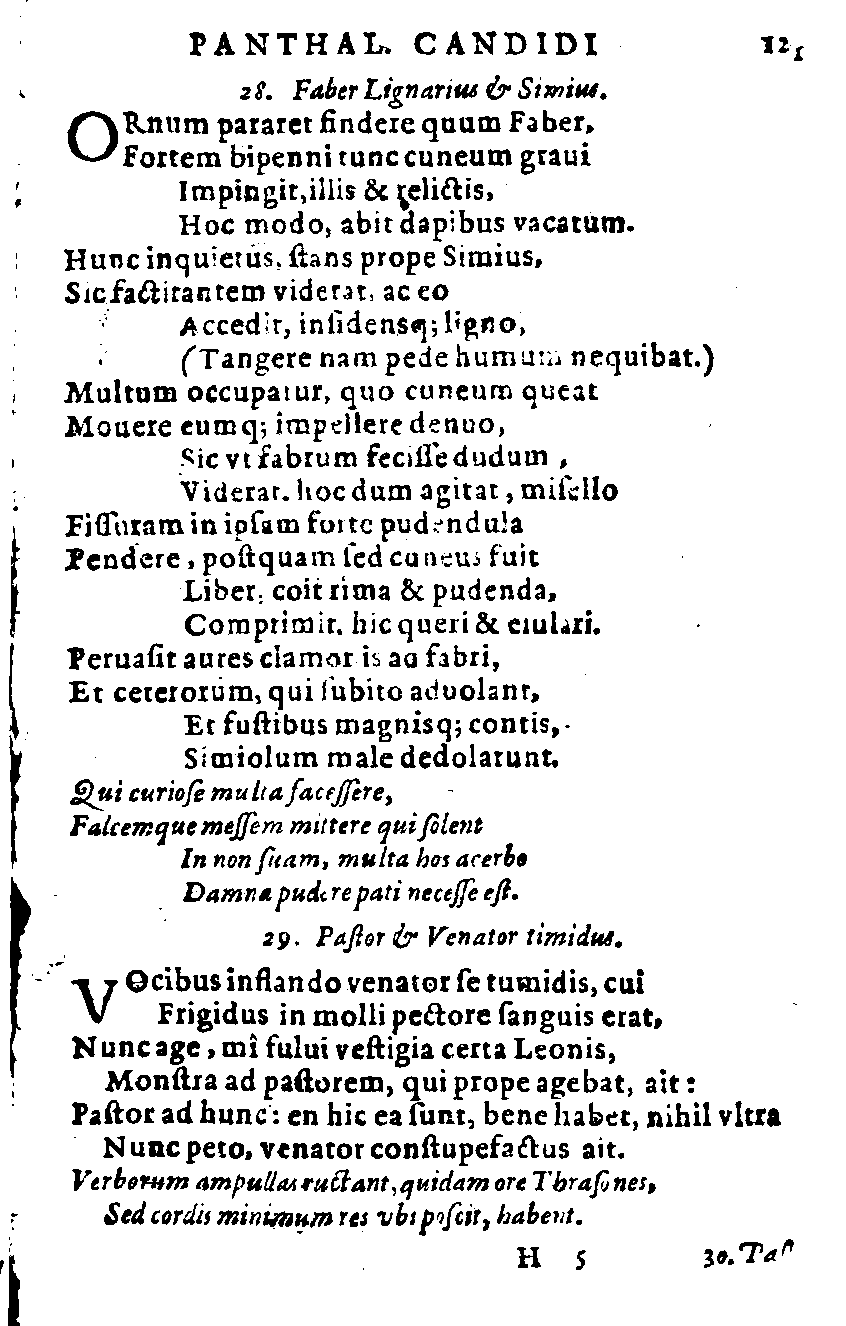 PANTHAL. CANDIDI 121
28. Faber Lignarius & Simius.
ORnum pararet findere quum Faber,
Fortem bipenni tunc cuneum graui
Impingit, illis & relictis,
Hoc modo, abit dapibus vacatum.
Hunc inquietus, ſtans prope Simius,
Sic factitantem viderat, ac eo
Accedit, inſidensq; ligno,
(Tangere nam pede humum nequibat.)
Multum occupatur, quo cuneum queat
Mouere eumq; impellere denuo,
Sic vt fabrum feciſſe dudum,
Viderat. hoc dum agitat, miſello
Fiſſuram in ipſam forte pudendula
Pendere, poſtquam ſed cuneus fuit
Liber, coit rima & pudenda,
Comprimit. hic queri & eiulari.
Peruaſit aures clamor is ad fabri,
Et ceterorum, qui ſubito aduolant,
Et fuſtibus magnisq; contis,
Simiolum male dedolarunt.
Qui curioſe multa faceſſere,
Falcemque meſſem mittere qui ſolent
In non ſuam, multa hos acerbo
Damna pudere pati neceſſe eſt.
29. Paſtor & Venator timidus.
VOcibus inflando venator ſe tumidis, cui
Frigidus in molli pectore ſanguis erat,
Nunc age, mî fului veſtigia certa Leonis,
Monſtra ad paſtorem, qui prope agebat, ait:
Paſtor ad hunc: en hic ea ſunt, bene habet, nihil vltra
Nunc peto, venator conſtupefactus ait.
Verborum ampullas ructant, quidam ore Thraſones,
Sed cordis minimum res vbi poſcit, habent.
H 5 30. Paſt